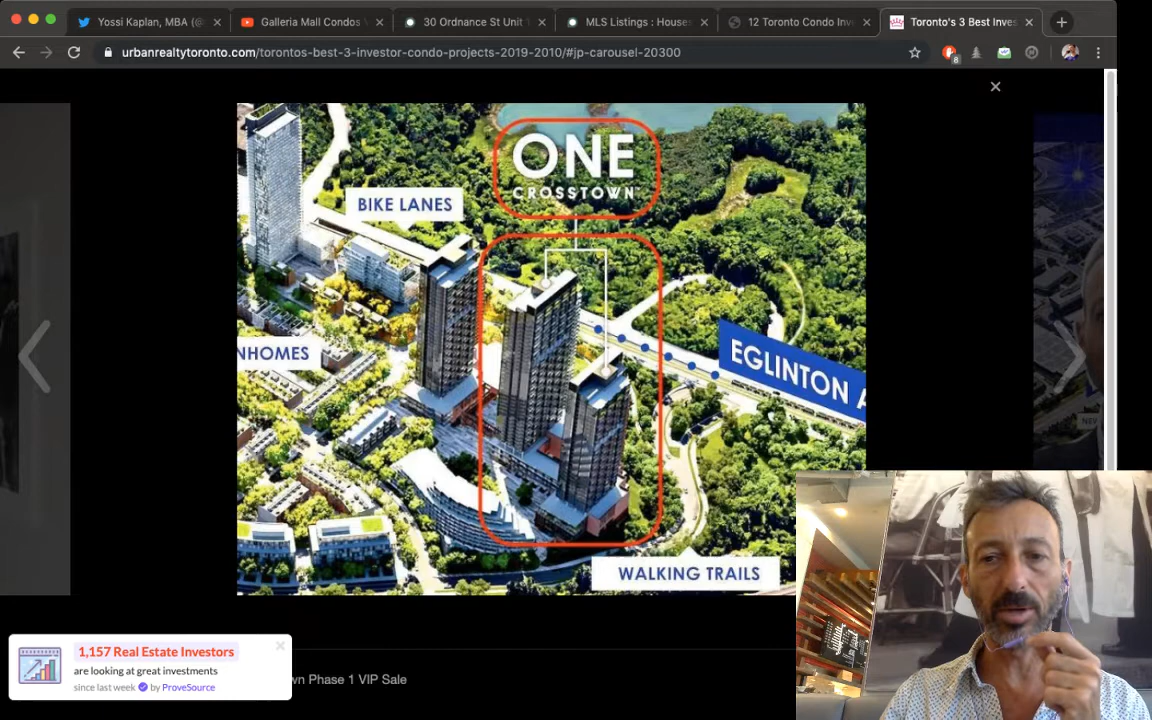 Yossi Kaplan, MBA (@
Galleria Mall Condos
30 Ordnance St Unit
MLS Listings : House
12 Toronto Condo Inv
Toronto's 3 Best Inves
urbanrealtytoronto.com/torontos-best-3-investor-condo-projects-2019-2010/#jp-carousel-20300
8
ONE
CROSSTOWN
BIKE LANES
NHOMES
EGLINTON A
WALKING TRAILS
1,157 Real Estate Investors
are looking at great investments
since last week by ProveSource
wn Phase 1 VIP Sale